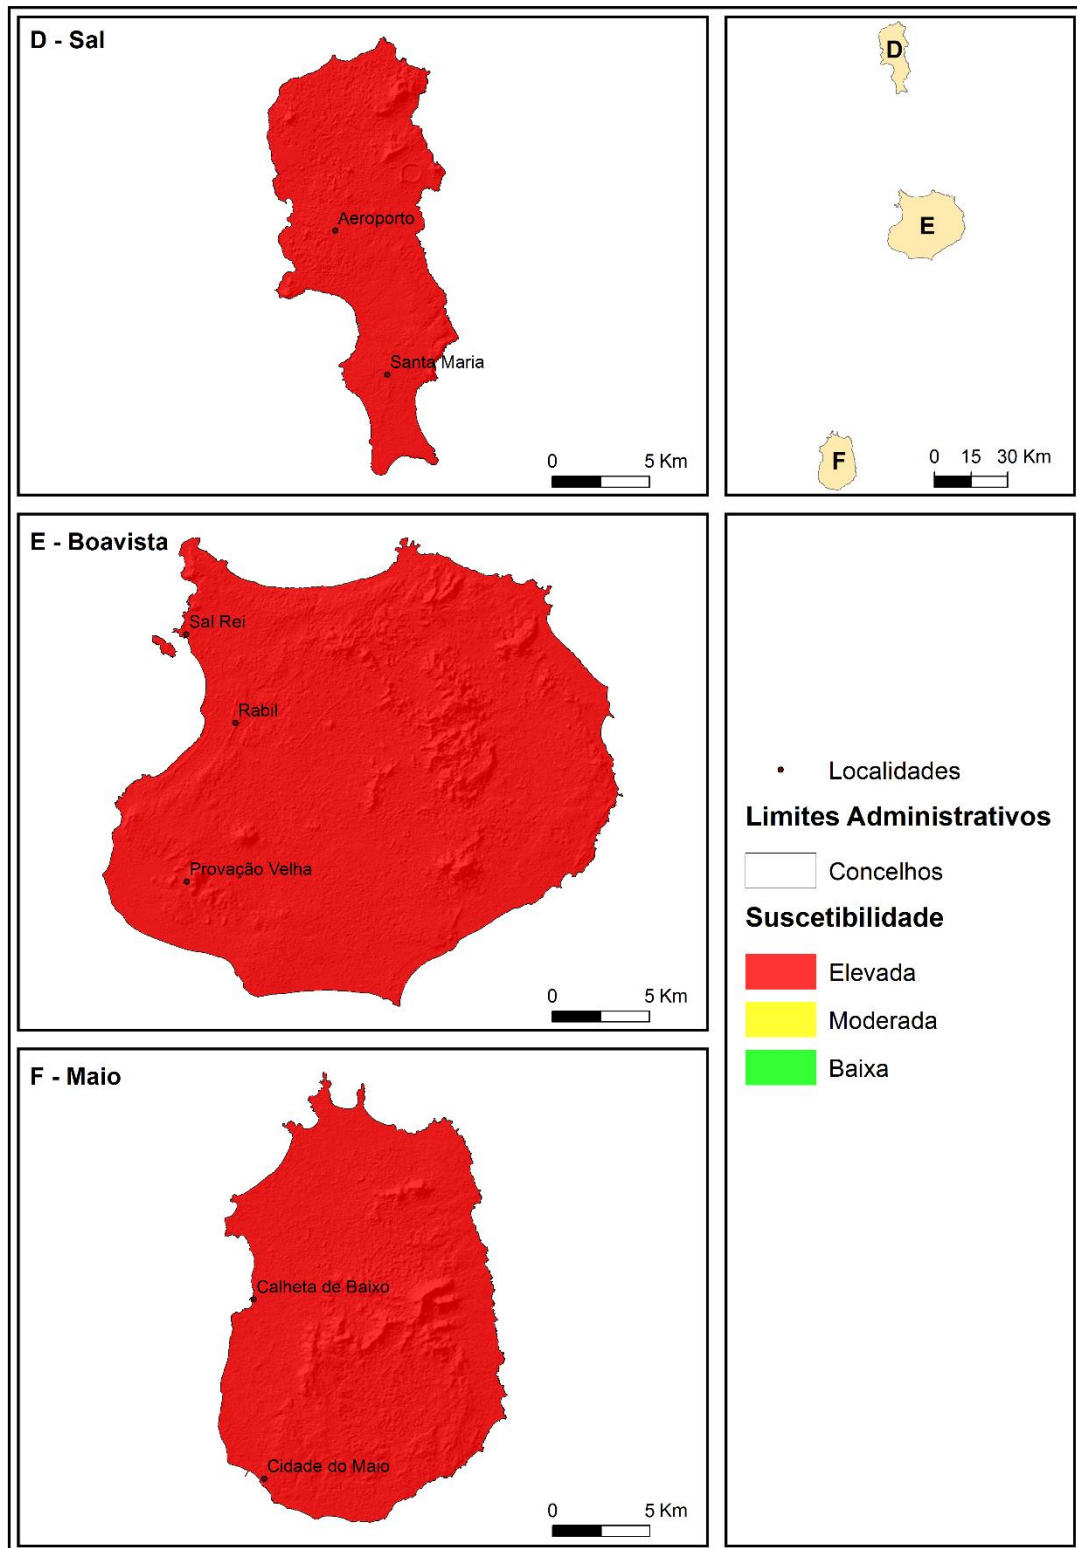 D - Sal
Aeroporto
Santa Maria
0 5 Km
D
E
F
0 15 30 Km
E - Boavista
Sal Rei
Rabil
Provação Velha
0 5 Km
F - Maio
Calheta de Baixo
Cidade do Maio
0 5 Km
Localidades
Limites Administrativos
Concelhos
Suscetibilidade
Elevada
Moderada
Baixa